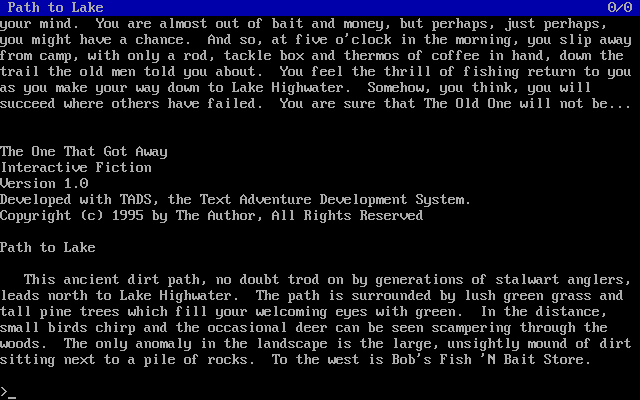 Path to Lake 0/0
your mind.  You are almost out of bait and money, but perhaps, just perhaps,
you might have a chance.  And so, at five o'clock in the morning, you slip away
from camp, with only a rod, tackle box and thermos of coffee in hand, down the
trail the old men told you about.  You feel the thrill of fishing return to you
as you make your way down to Lake Highwater.  Somehow, you think, you will
succeed where others have failed.  You are sure that The Old One will not be...
The One That Got Away
Interactive Fiction
Version 1.0
Developed with TADS, the Text Adventure Development System.
Copyright (c) 1995 by The Author, All Rights Reserved
Path to Lake
This ancient dirt path, no doubt trod on by generations of stalwart anglers,
leads north to Lake Highwater.  The path is surrounded by lush green grass and
tall pine trees which fill your welcoming eyes with green.  In the distance,
small birds chirp and the occasional deer can be seen scampering through the
woods.  The only anomaly in the landscape is the large, unsightly mound of dirt
sitting next to a pile of rocks.  To the west is Bob's Fish 'N Bait Store.
>_